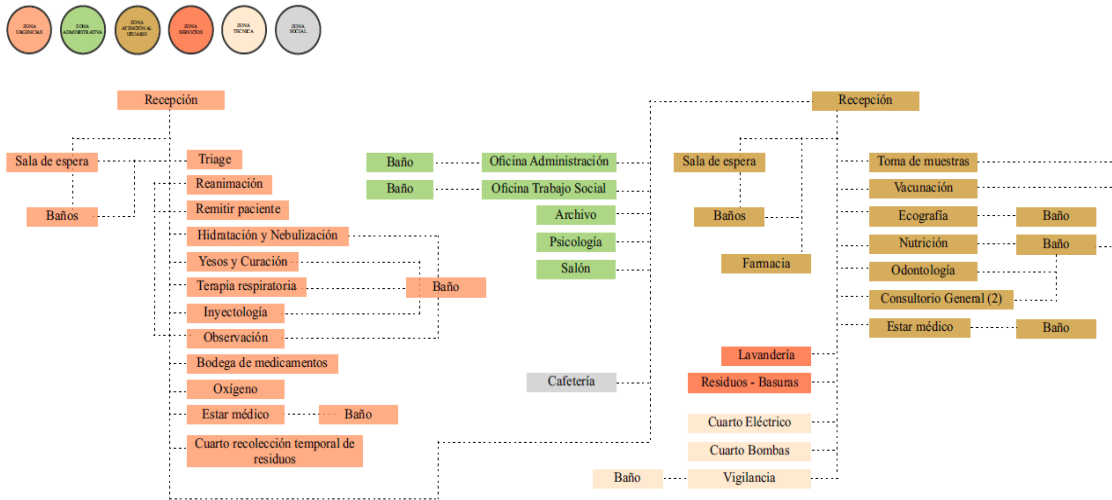 ZONA
URGENCIAS
ZONA
ADMINISTRATIVA
ZONA
ATENCIÓN AL
USUARIO
ZONA
SERVICIOS
ZONA
TECNICA
ZONA
SOCIAL
Recepción
Sala de espera
Baños
Triage
Reanimación
Remitir paciente
Hidratación y Nebulización
Yesos y Curación
Terapia respiratoria
Baño
Inyectología
Observación
Bodega de medicamentos
Oxígeno
Estar médico
Baño
Cuarto recolección temporal de
residuos
Baño
Oficina Administración
Baño
Oficina Trabajo Social
Archivo
Psicología
Salón
Cafetería
Recepción
Sala de espera
Baños
Farmacia
Toma de muestras
Vacunación
Ecografía
Baño
Nutrición
Baño
Odontología
Consultorio General (2)
Estar médico
Baño
Lavandería
Residuos - Basuras
Cuarto Eléctrico
Cuarto Bombas
Baño
Vigilancia